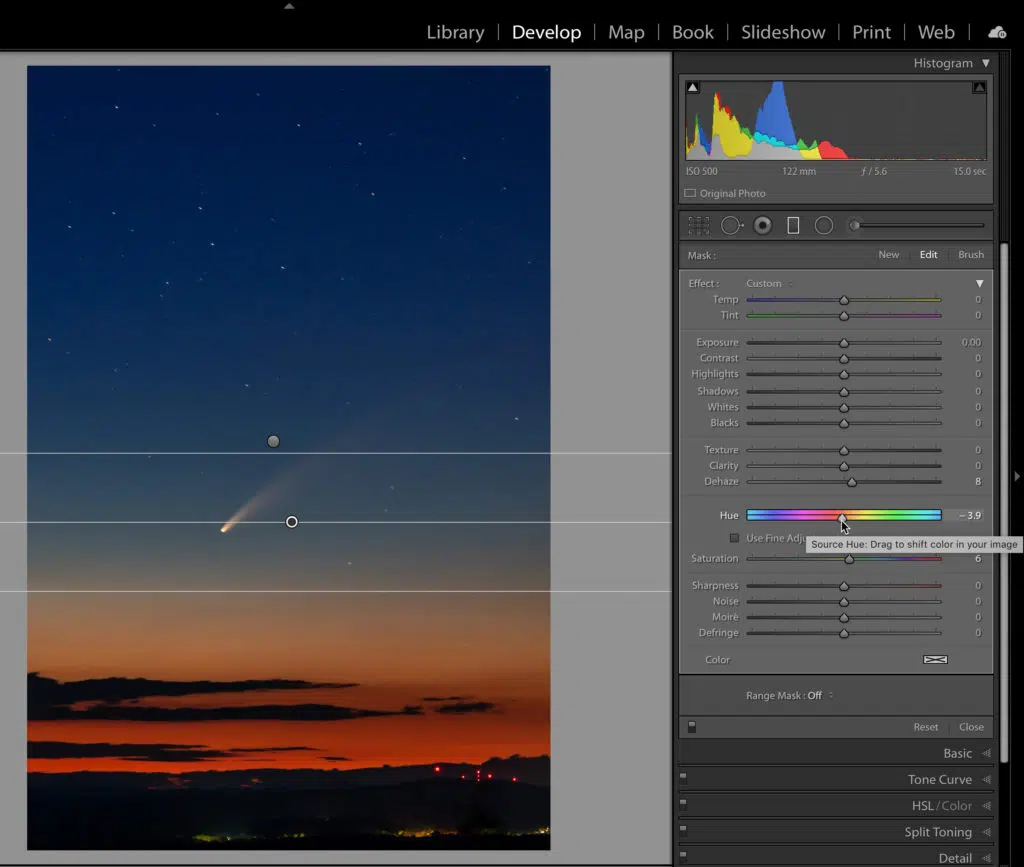 Library | Develop | Map | Book | Slideshow | Print | Web |
Histogram
ISO 500 122 mm ƒ / 5.6 15.0 sec
Original Photo
Mask : New Edit Brush
Effect : Custom
Temp 0
Tint 0
Exposure 0.00
Contrast 0
Highlights 0
Shadows 0
Whites 0
Blacks 0
Texture 0
Clarity 0
Dehaze 8
Hue – 3.9
Use Fine Adju
Source Hue: Drag to shift color in your image
Saturation 6
Sharpness 0
Noise 0
Moirè 0
Defringe 0
Color
Range Mask : Off
Reset Close
Basic
Tone Curve
HSL / Color
Split Toning
Detail